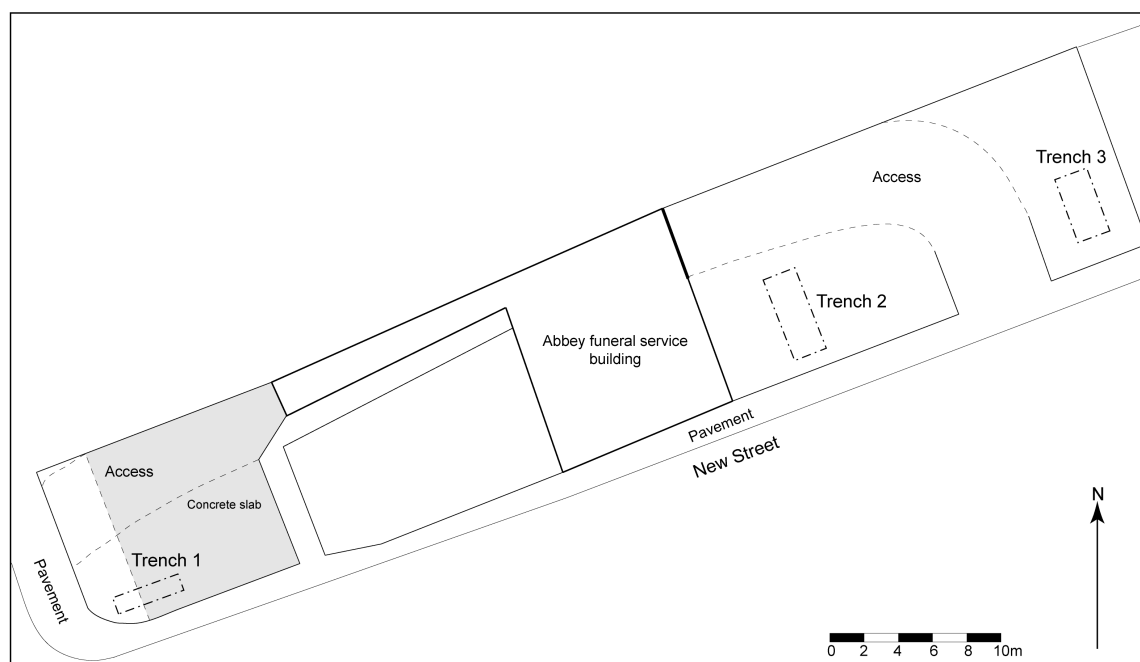 Trench 3
Access
Trench 2
Abbey funeral service
building
Pavement
New Street
Access
Concrete slab
Trench 1
Pavement
N
0 2 4 6 8 10m